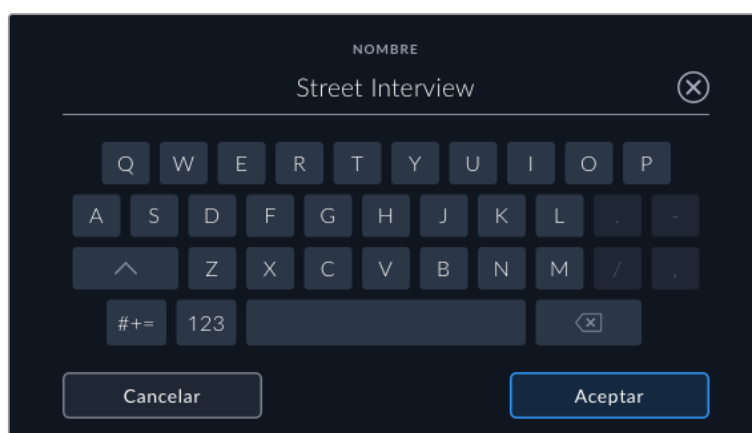 NOMBRE
Street Interview
Q W E R T Y U I O P
A S D F G H J K L . -
Z X C V B N M / ,
#+= 123
Cancelar Aceptar